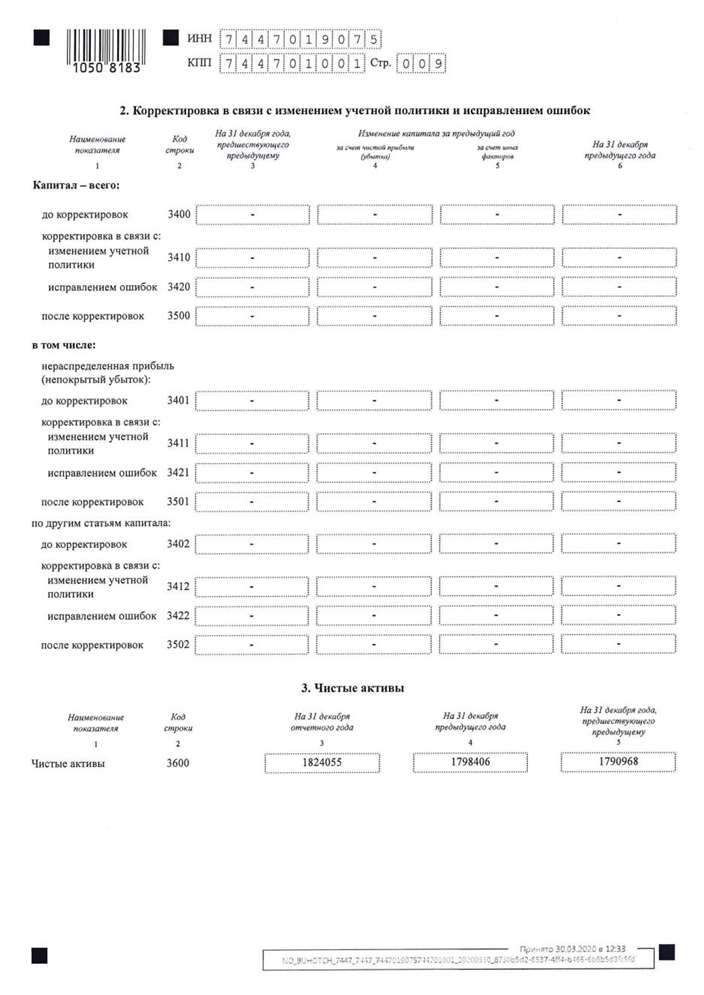 ИНН 7447019075
1050 8183
КПП 744701001 Стр. 009
2. Корректировка в связи с изменением учетной политики и исправлением ошибок
Наименование показателя Код строки На 31 декабря года, предшествующего предыдущему Изменение капитала за предыдущий год На 31 декабря предыдущего года
за счет чистой прибыли (убытка) за счет иных факторов
1 2 3 4 5 6
Капитал – всего:
до корректировок 3400 - - - -
корректировка в связи с:
изменением учетной
политики 3410 - - - -
исправлением ошибок 3420 - - - -
после корректировок 3500 - - - -
в том числе:
нераспределенная прибыль
(непокрытый убыток):
до корректировок 3401 - - - -
корректировка в связи с:
изменением учетной
политики 3411 - - - -
исправлением ошибок 3421 - - - -
после корректировок 3501 - - - -
по другим статьям капитала:
до корректировок 3402 - - - -
корректировка в связи с:
изменением учетной
политики 3412 - - - -
исправлением ошибок 3422 - - - -
после корректировок 3502 - - - -
3. Чистые активы
Наименование показателя Код строки На 31 декабря отчетного года На 31 декабря предыдущего года На 31 декабря года, предшествующего предыдущему
1 2 3 4 5
Чистые активы 3600 1824055 1798406 1790968
Принято 30.03.2020 в 12:33